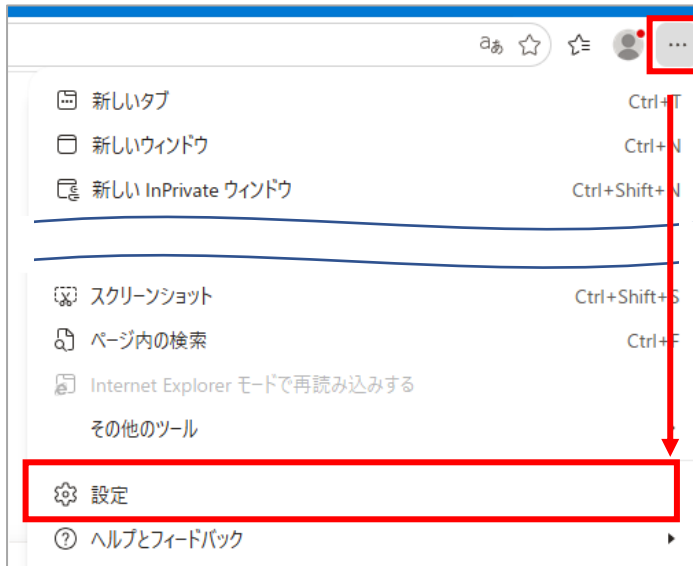 aあ
新しいタブ Ctrl+T
新しいウィンドウ Ctrl+N
新しい InPrivate ウィンドウ Ctrl+Shift+N
スクリーンショット Ctrl+Shift+S
ページ内の検索 Ctrl+F
Internet Explorer モードで再読み込みする
その他のツール
設定
ヘルプとフィードバック